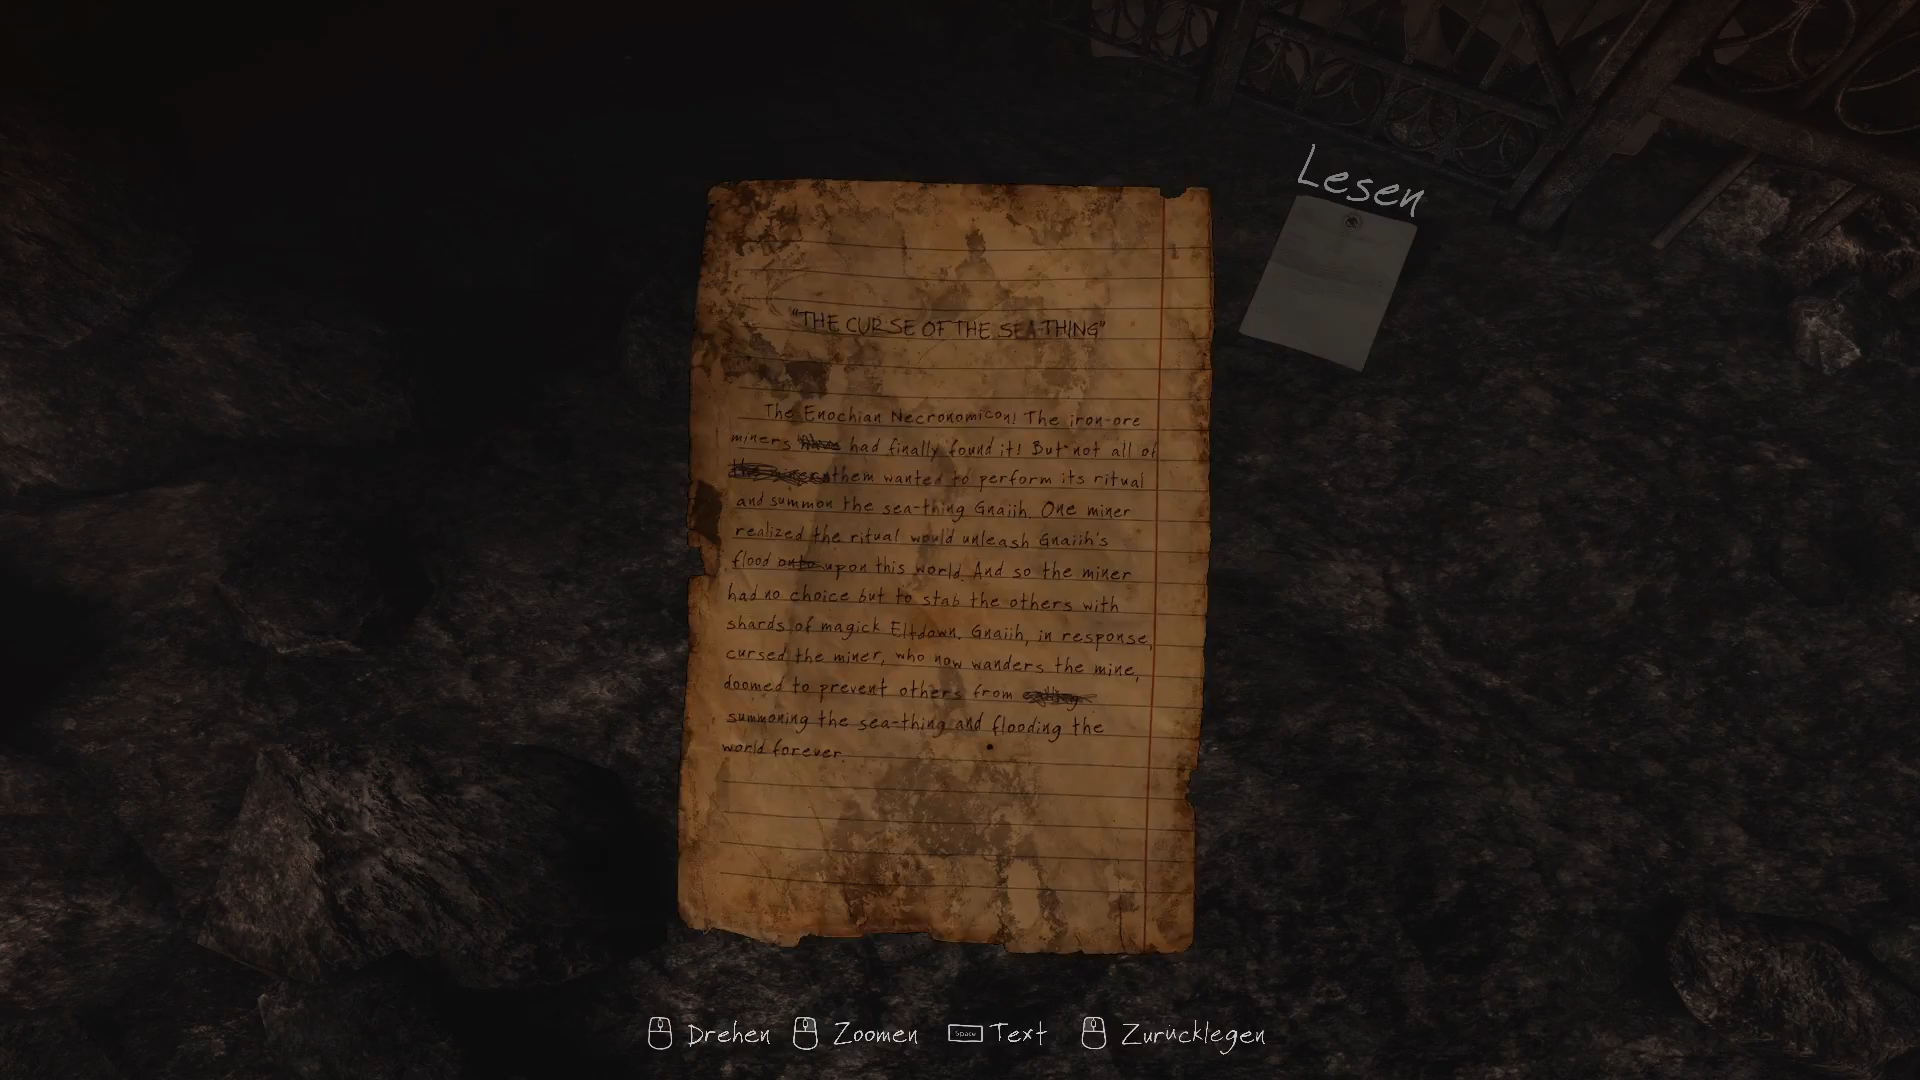 Lesen
"THE CURSE OF THE SEA-THING"
The Enochian Necronomicon! The iron-ore
miners had finally found it! But not all of
the miners them wanted to perform its ritual
and summon the sea-thing Gnaiih. One miner
realized the ritual would unleash Gnaiih's
flood onto upon this world. And so the miner
had no choice but to stab the others with
shards of magick Eltdown. Gnaiih, in response,
cursed the miner, who now wanders the mine,
doomed to prevent others from
summoning the sea-thing and flooding the
world forever.
Space
Drehen Zoomen Text Zurücklegen